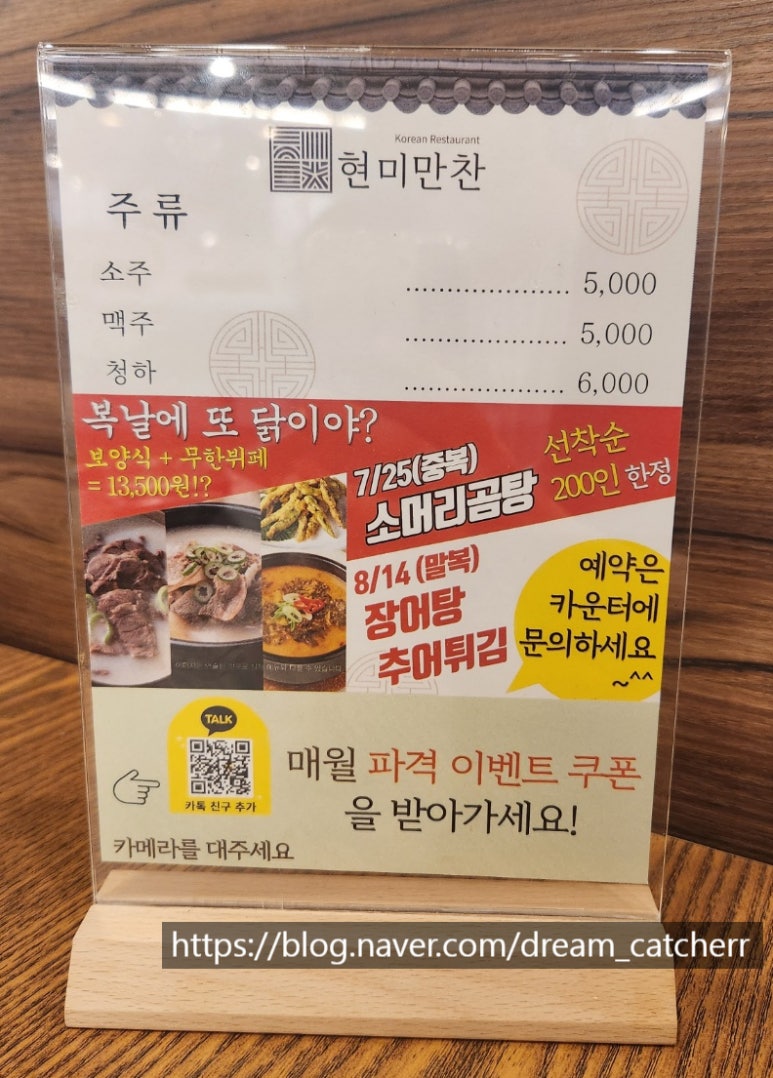 Korean Restaurant
현미만찬
주류
소주 .................... 5,000
맥주 .................... 5,000
청하 .................... 6,000
복날에 또 닭이야?
보양식 + 무한뷔페
= 13,500원!?
7/25(중복)
소머리곰탕
선착순
200인 한정
8/14 (말복)
장어탕
추어튀김
예약은
카운터에
문의하세요
~^^
TALK
카톡 친구 추가
카메라를 대주세요
매월 파격 이벤트 쿠폰
을 받아가세요!
https://blog.naver.com/dream_catcherr